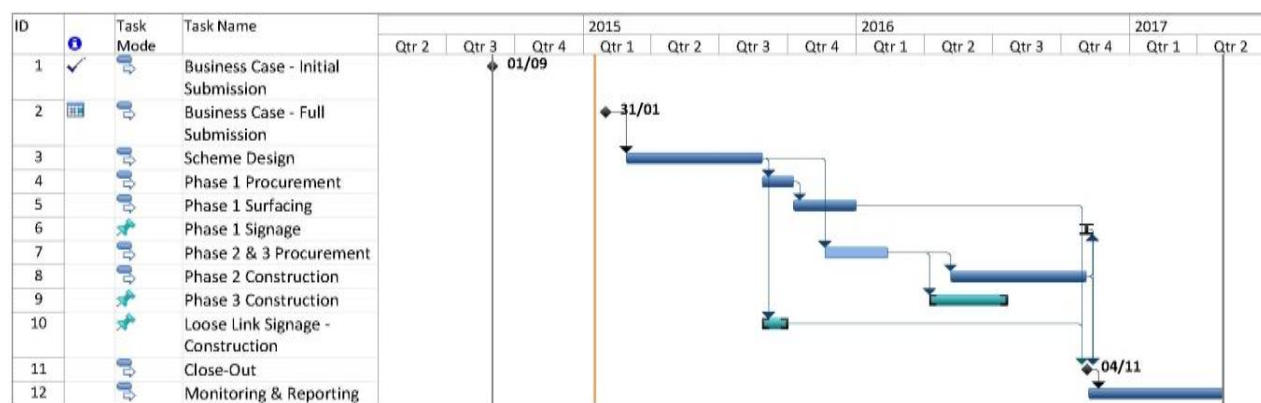 ID Task Mode Task Name 2015 2016 2017
Qtr 2 Qtr 3 Qtr 4 Qtr 1 Qtr 2 Qtr 3 Qtr 4 Qtr 1 Qtr 2 Qtr 3 Qtr 4 Qtr 1 Qtr 2
1 Business Case - Initial Submission 01/09
2 Business Case - Full Submission 31/01
3 Scheme Design
4 Phase 1 Procurement
5 Phase 1 Surfacing
6 Phase 1 Signage
7 Phase 2 & 3 Procurement
8 Phase 2 Construction
9 Phase 3 Construction
10 Loose Link Signage - Construction
11 Close-Out 04/11
12 Monitoring & Reporting